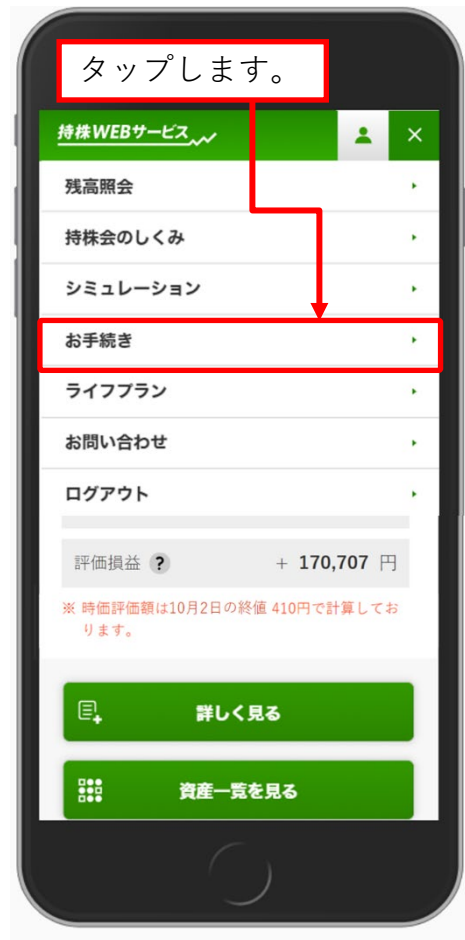 タップします。
持株WEBサービス
残高照会
持株会のしくみ
シミュレーション
お手続き
ライフプラン
お問い合わせ
ログアウト
評価損益 ? + 170,707 円
※ 時価評価額は10月2日の終値 410円で計算してお
ります。
詳しく見る
資産一覧を見る